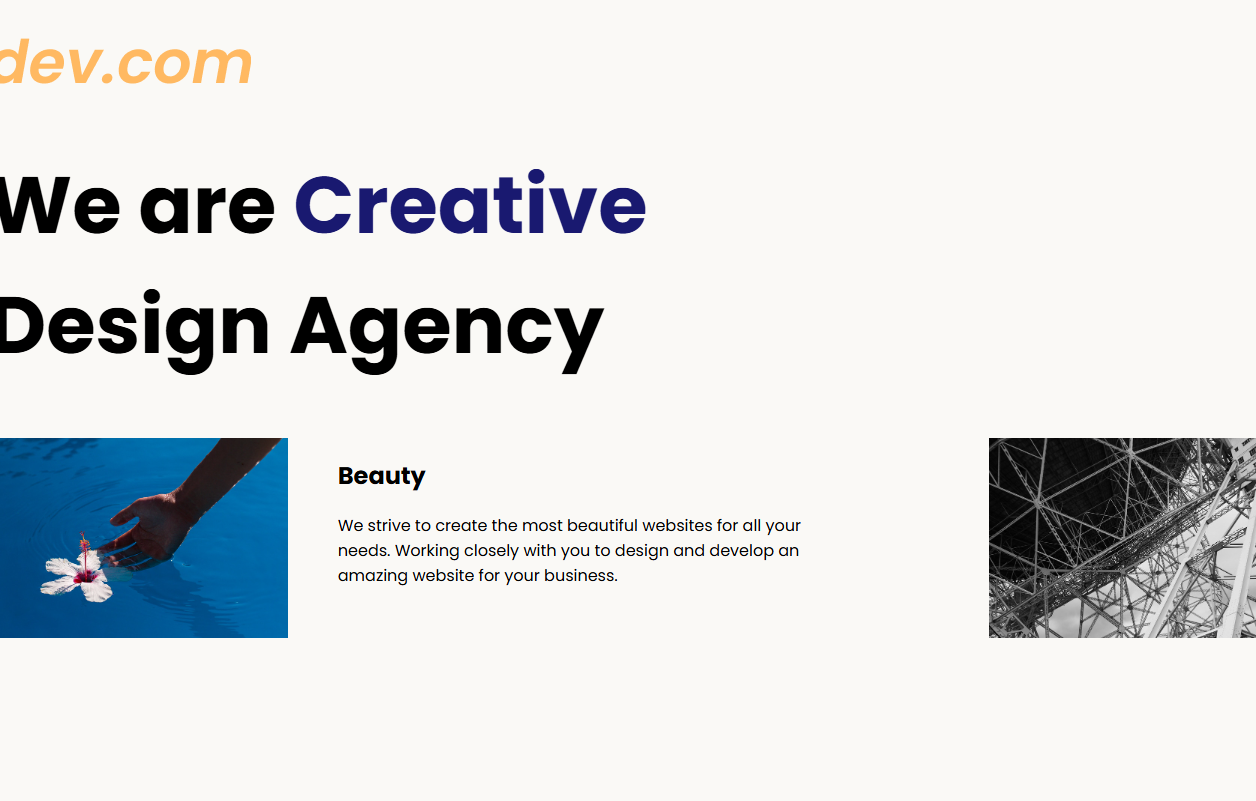 dev.com
We are Creative
Design Agency
Beauty
We strive to create the most beautiful websites for all your
needs. Working closely with you to design and develop an
amazing website for your business.